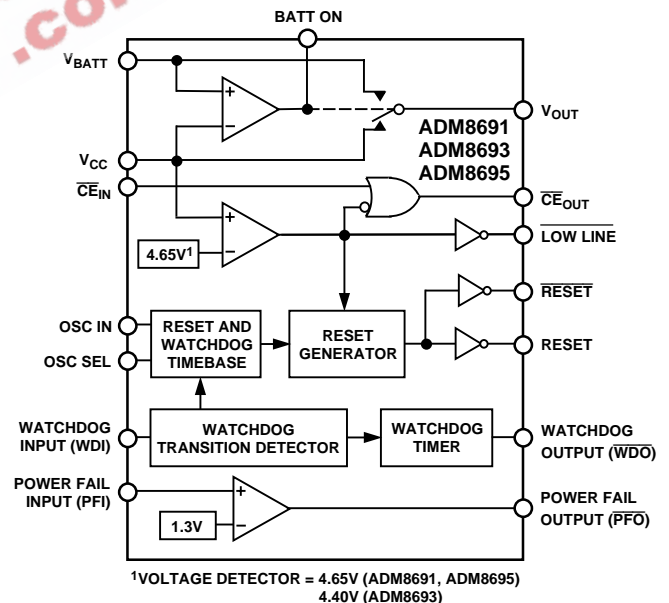 .co
BATT ON
VBATT
VOUT
ADM8691
ADM8693
ADM8695
VCC
CEIN
CEOUT
4.65V1
LOW LINE
RESET
OSC IN
OSC SEL
RESET AND
WATCHDOG
TIMEBASE
RESET
GENERATOR
RESET
WATCHDOG
INPUT (WDI)
WATCHDOG
TRANSITION DETECTOR
WATCHDOG
TIMER
WATCHDOG
OUTPUT (WDO)
POWER FAIL
INPUT (PFI)
1.3V
POWER FAIL
OUTPUT (PFO)
1VOLTAGE DETECTOR = 4.65V (ADM8691, ADM8695)
4.40V (ADM8693)